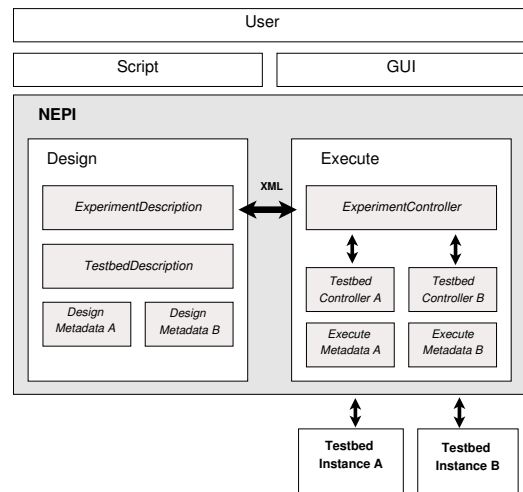 User
Script
GUI
NEPI
Design
Execute
XML
ExperimentDescription
ExperimentController
TestbedDescription
Testbed
Controller A
Testbed
Controller B
Design
Metadata A
Design
Metadata B
Execute
Metadata A
Execute
Metadata B
Testbed
Instance A
Testbed
Instance B